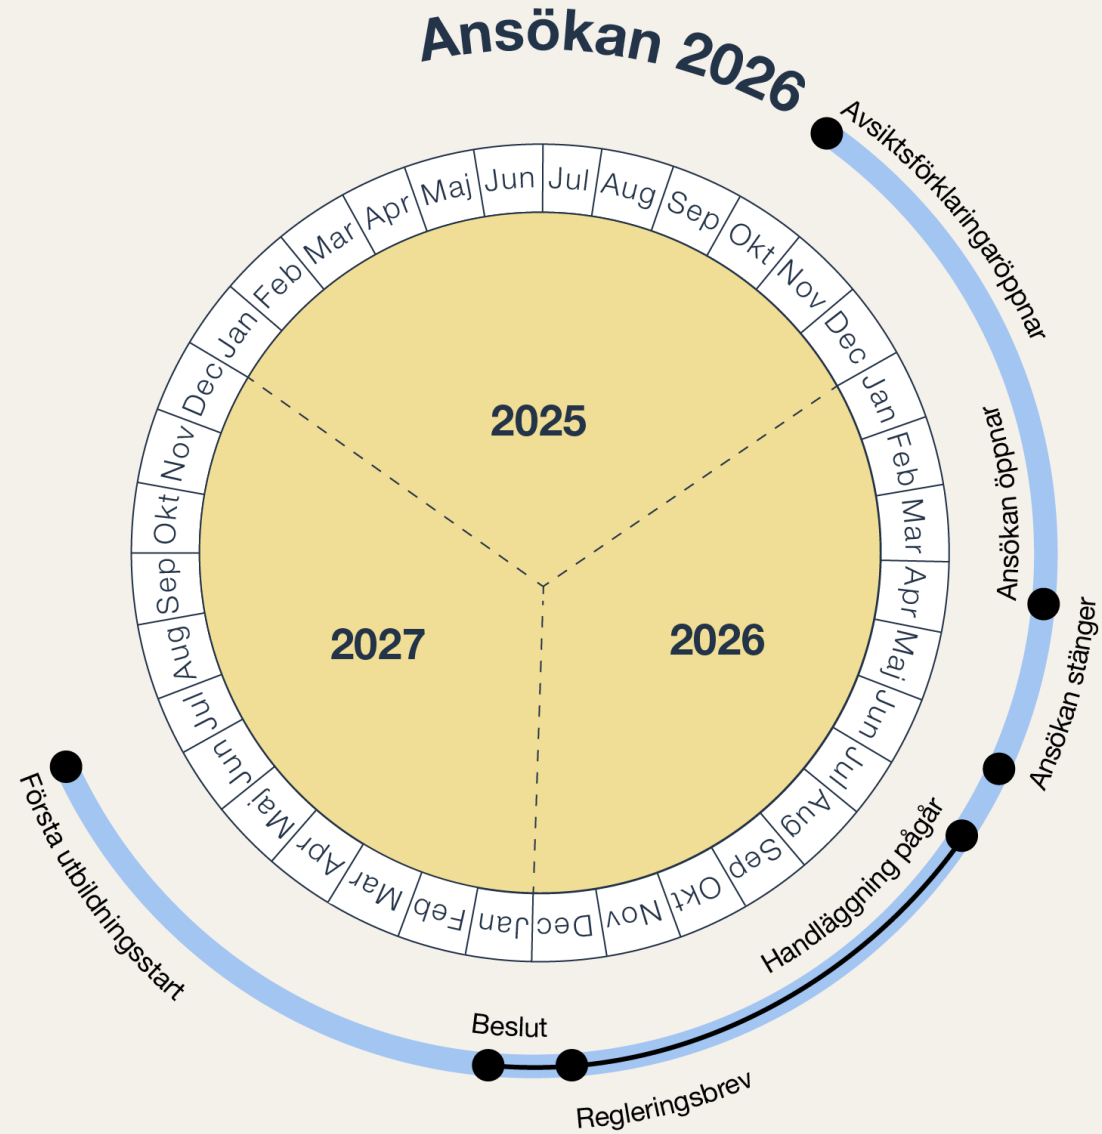 Ansökan 2026
Avsiktsförklaringaröppnar
Ansökan öppnar
Ansökan stänger
Handläggning pågår
Regleringsbrev
Beslut
Första utbildningsstart
Jan
Feb
Mar
Apr
Maj
Jun
Jul
Aug
Sep
Okt
Nov
Dec
Jan
Feb
Mar
Apr
Maj
Jun
Jul
Aug
Sep
Okt
Nov
Dec
Jan
Feb
Mar
Apr
Maj
Jun
Jul
Aug
Sep
Okt
Nov
Dec
2025
2026
2027